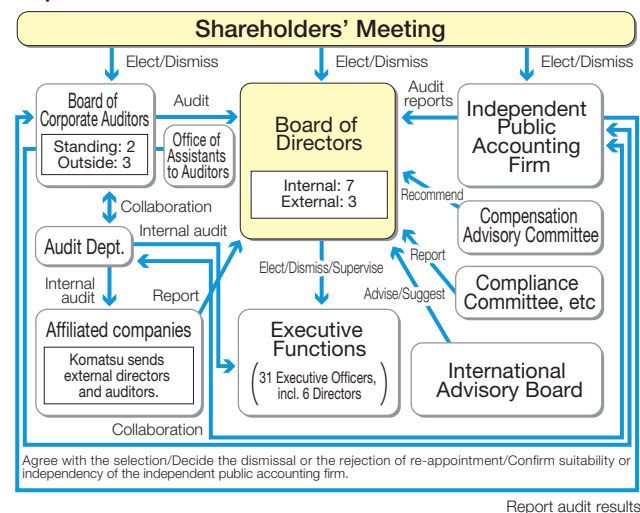 Shareholders' Meeting
Elect/Dismiss
Elect/Dismiss
Elect/Dismiss
Board of
Corporate Auditors
Standing: 2
Outside: 3
Audit
Office of
Assistants
to Auditors
Board of
Directors
Internal: 7
External: 3
Audit
reports
Independent
Public
Accounting
Firm
Recommend
Compensation
Advisory Committee
Collaboration
Audit Dept.
Internal audit
Internal
audit
Report
Elect/Dismiss/Supervise
Report
Advise/Suggest
Compliance
Committee, etc
Affiliated companies
Komatsu sends
external directors
and auditors.
Executive
Functions
31 Executive Officers,
incl. 6 Directors
International
Advisory Board
Collaboration
Agree with the selection/Decide the dismissal or the rejection of re-appointment/Confirm suitability or
independency of the independent public accounting firm.
Report audit results